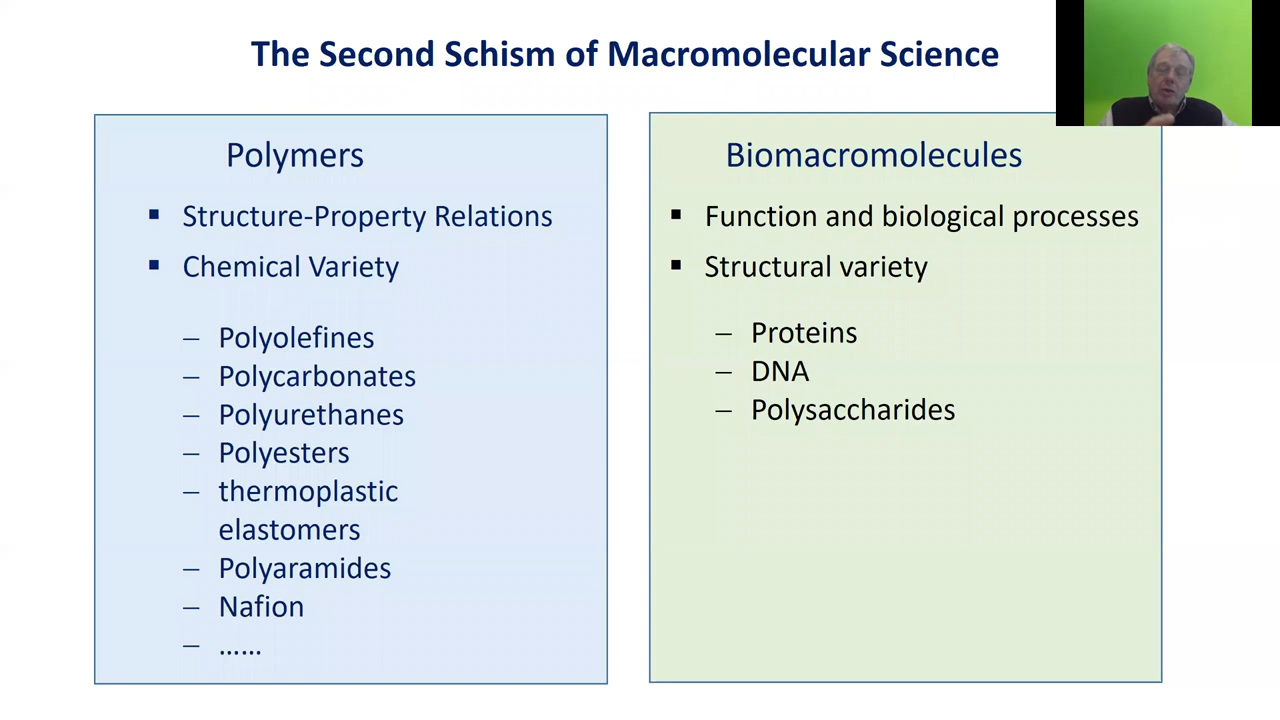 The Second Schism of Macromolecular Science
Polymers
▪ Structure-Property Relations
▪ Chemical Variety
– Polyolefines
– Polycarbonates
– Polyurethanes
– Polyesters
– thermoplastic
elastomers
– Polyaramides
– Nafion
– ……
Biomacromolecules
▪ Function and biological processes
▪ Structural variety
– Proteins
– DNA
– Polysaccharides